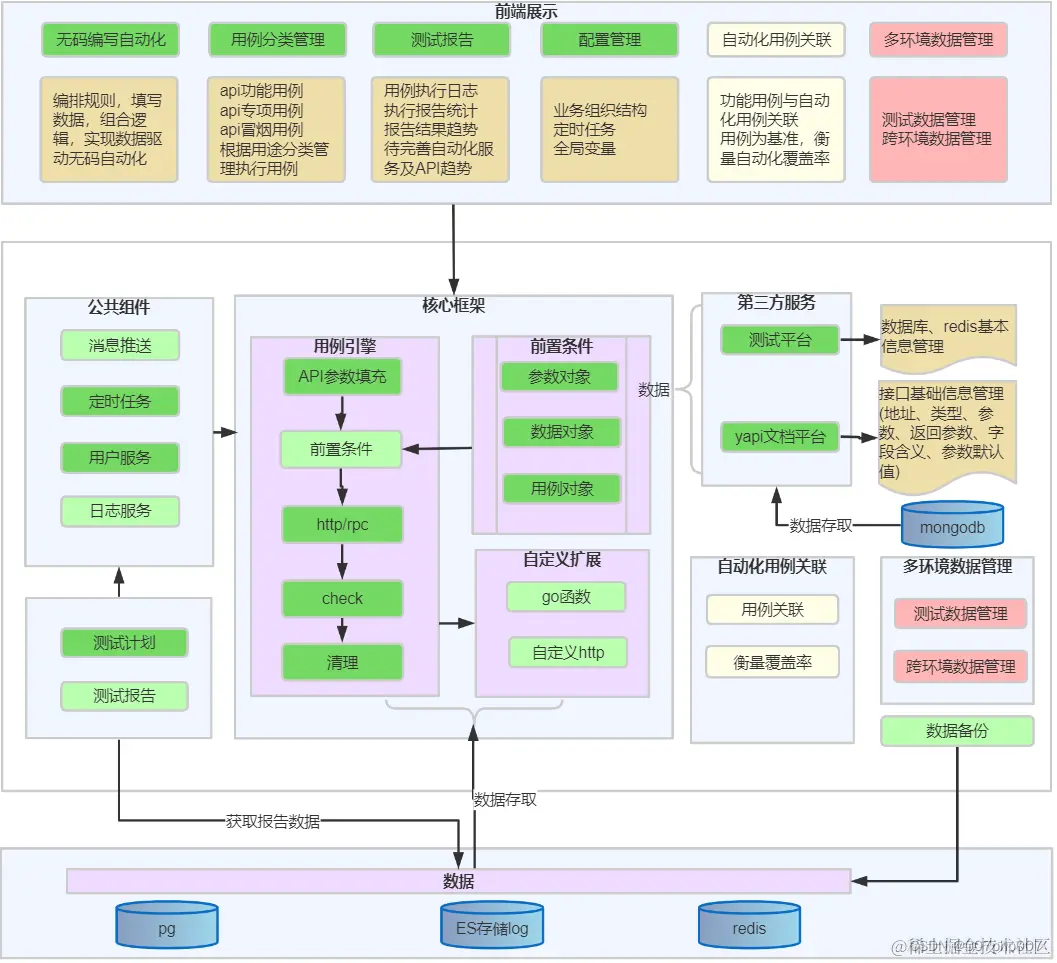 前端展示
无码编写自动化
用例分类管理
测试报告
配置管理
自动化用例关联
多环境数据管理
编排规则，填写
数据，组合逻
辑，实现数据驱
动无码自动化
api功能用例
api专项用例
api冒烟用例
根据用途分类管
理执行用例
用例执行日志
执行报告统计
报告结果趋势
待完善自动化服
务及API趋势
业务组织结构
定时任务
全局变量
功能用例与自动
化用例关联
用例为基准，衡
量自动化覆盖率
测试数据管理
跨环境数据管理
公共组件
消息推送
定时任务
用户服务
日志服务
测试计划
测试报告
核心框架
用例引擎
API参数填充
前置条件
http/rpc
check
清理
前置条件
参数对象
数据对象
用例对象
自定义扩展
go函数
自定义http
数据
第三方服务
测试平台
yapi文档平台
数据库、redis基本
信息管理
接口基础信息管理
(地址、类型、参
数、返回参数、字
段含义、参数默认
值)
数据存取
mongodb
自动化用例关联
用例关联
衡量覆盖率
多环境数据管理
测试数据管理
跨环境数据管理
数据备份
数据存取
获取报告数据
数据
pg
ES存储log
redis
@稀土掘金技术社区